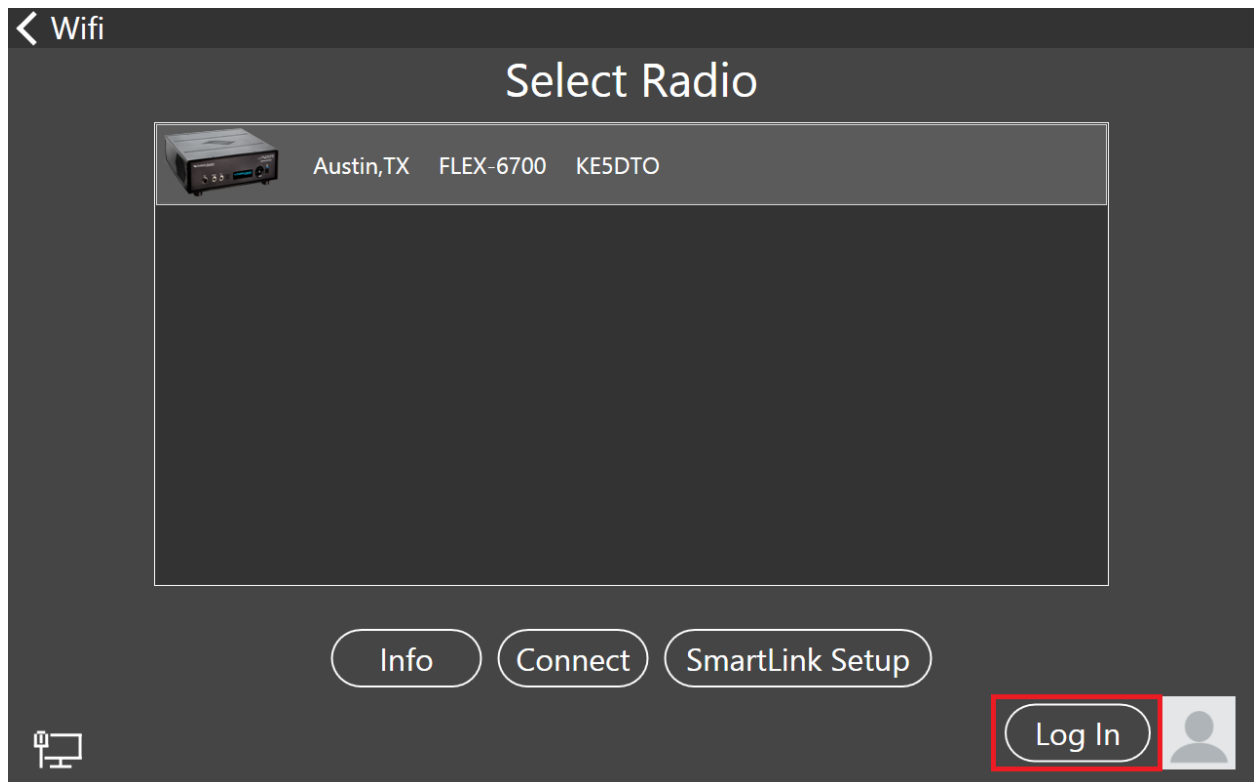 Wifi
Select Radio
Austin,TX FLEX-6700 KE5DTO
Info Connect SmartLink Setup
Log In